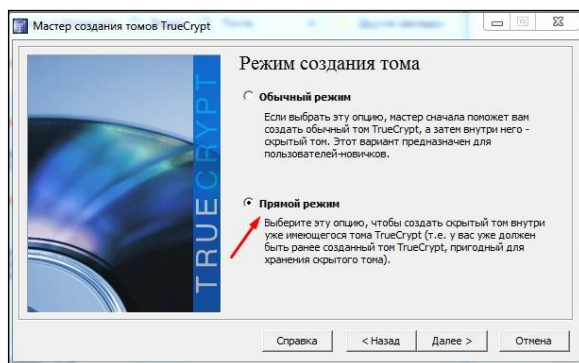 Мастер создания томов TrueCrypt
Режим создания тома
Обычный режим
Если выбрать эту опцию, мастер сначала поможет вам
создать обычный том TrueCrypt, а затем внутри него -
скрытый том. Этот вариант предназначен для
пользователей-новичков.
Прямой режим
Выберите эту опцию, чтобы создать скрытый том внутри
уже имеющегося тома TrueCrypt (т.е. у вас уже должен
быть ранее созданный том TrueCrypt, пригодный для
хранения скрытого тома).
TRUECRYPT
Справка
< Назад
Далее >
Отмена